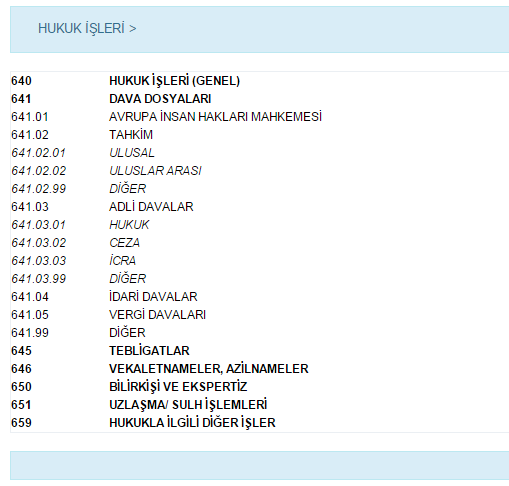 HUKUK İŞLERİ >
640 HUKUK İŞLERİ (GENEL)
641 DAVA DOSYALARI
641.01 AVRUPA İNSAN HAKLARI MAHKEMESİ
641.02 TAHKİM
641.02.01 ULUSAL
641.02.02 ULUSLAR ARASI
641.02.99 DİĞER
641.03 ADLİ DAVALAR
641.03.01 HUKUK
641.03.02 CEZA
641.03.03 İCRA
641.03.99 DİĞER
641.04 İDARİ DAVALAR
641.05 VERGİ DAVALARI
641.99 DİĞER
645 TEBLİGATLAR
646 VEKALETNAMELER, AZİLNAMELER
650 BİLİRKİŞİ VE EKSPERTİZ
651 UZLAŞMA/ SULH İŞLEMLERİ
659 HUKUKLA İLGİLİ DİĞER İŞLER